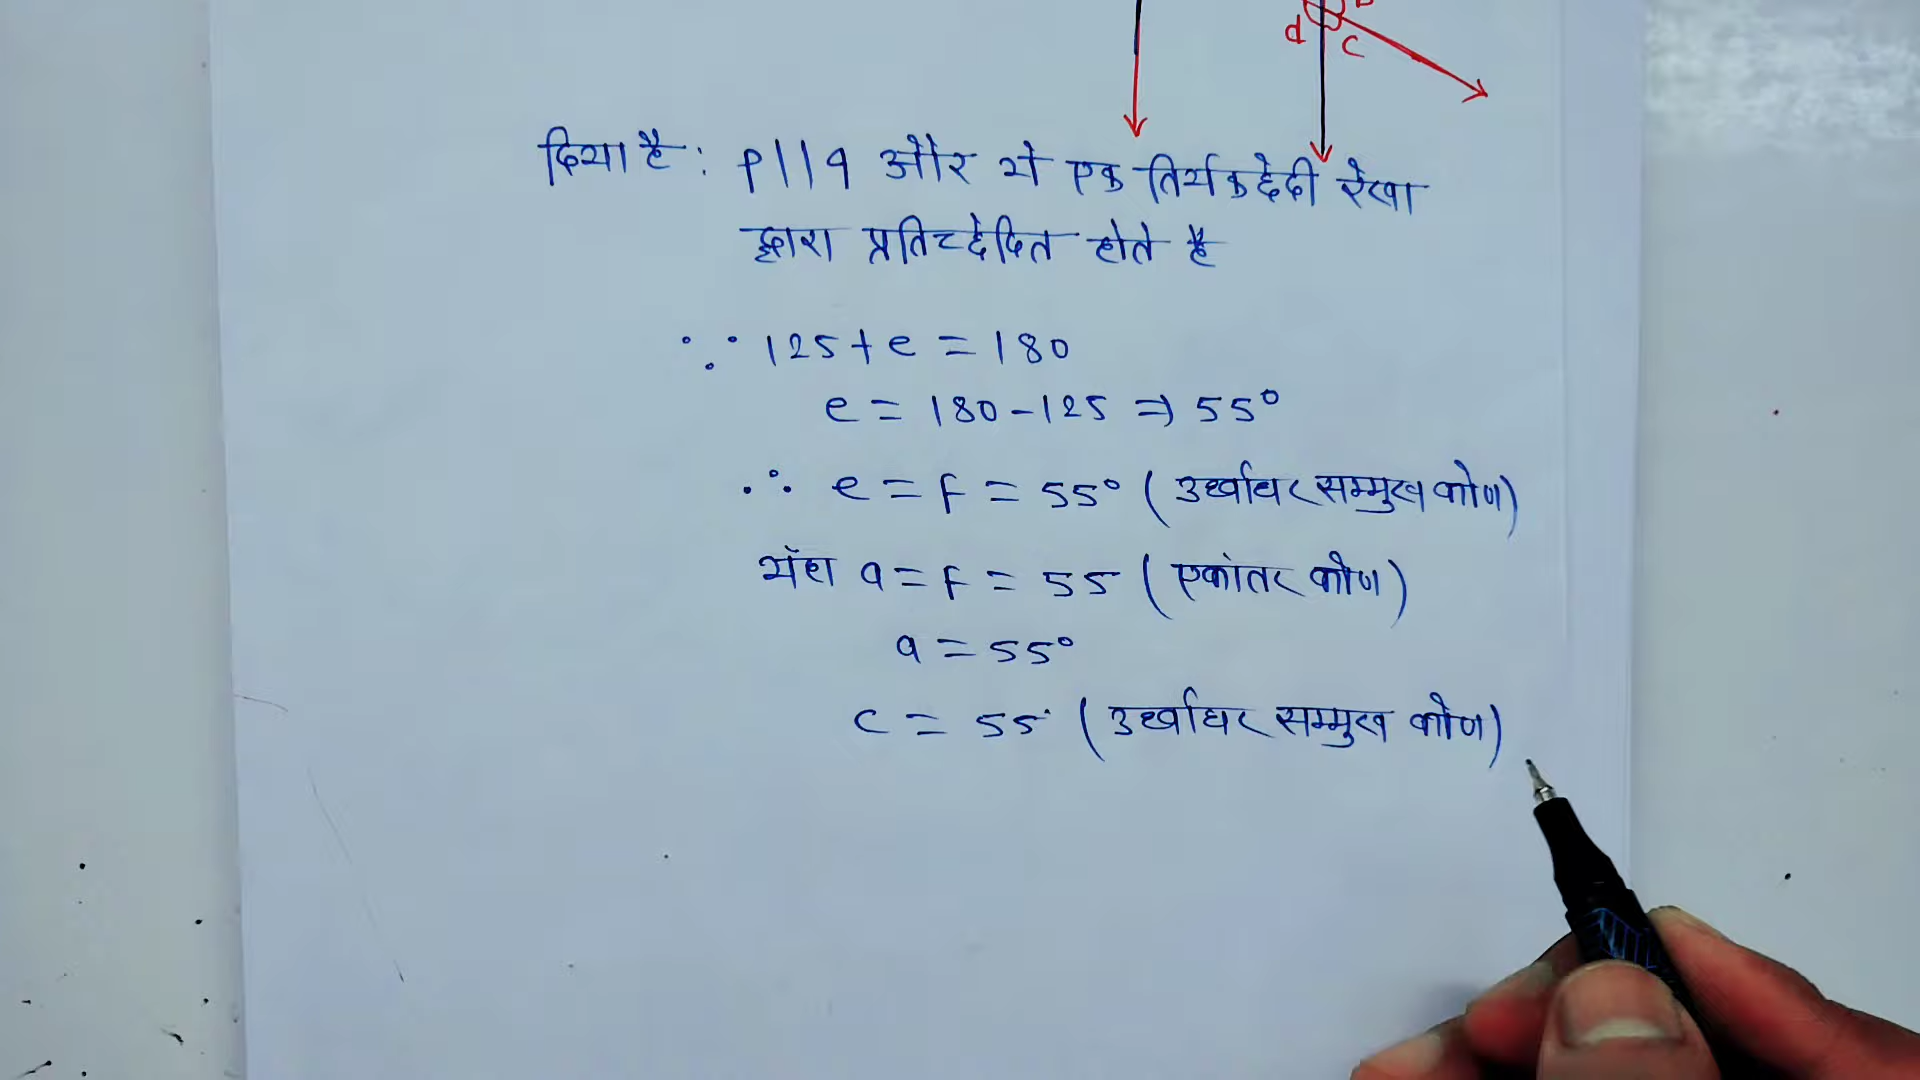 d c
दिया है : p||q और ये एक तिर्यकछेदी रेखा
द्वारा प्रतिच्छेदित होते है
∵ 125+e = 180
e = 180-125 ⇒ 55°
∴ e = f = 55° (उर्ध्वाधर सम्मुख कोण)
यँहा a = f = 55 (एकांतर कोण)
a = 55°
c = 55° (उर्ध्वाधर सम्मुख कोण)